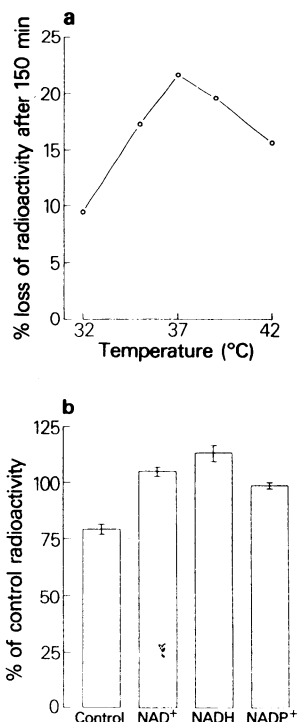 a
% loss of radioactivity after 150 min
25
20
15
10
5
0
32 37 42
Temperature (°C)
b
% of control radioactivity
125
100
75
50
25
0
Control NAD+ NADH NADP+